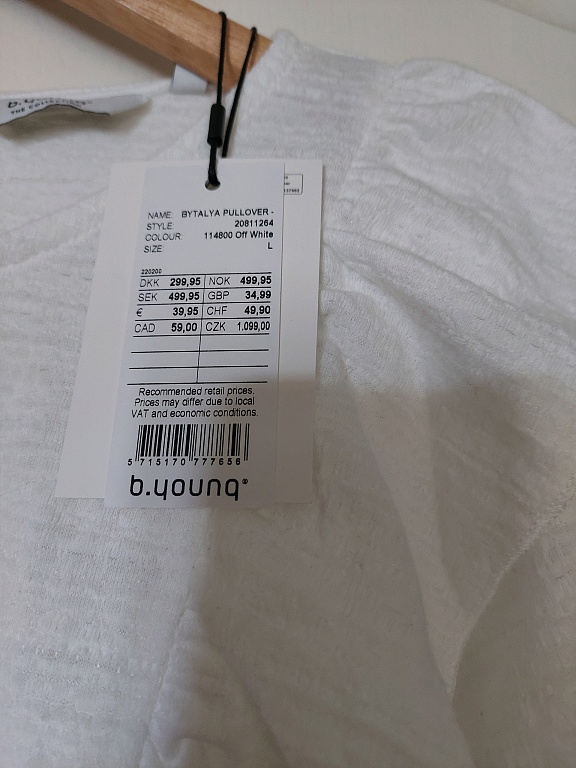 THE
NAME: BYTALYA PULLOVER -
STYLE: 20811264
COLOUR: 114800 Off White
SIZE: L
220200
DKK 299,95 NOK 499,95
SEK 499,95 GBP 34,99
€ 39,95 CHF 49,90
CAD 59,00 CZK 1.099,00
Recommended retail prices.
Prices may differ due to local
VAT and economic conditions.
5 715170 777658
b.young®